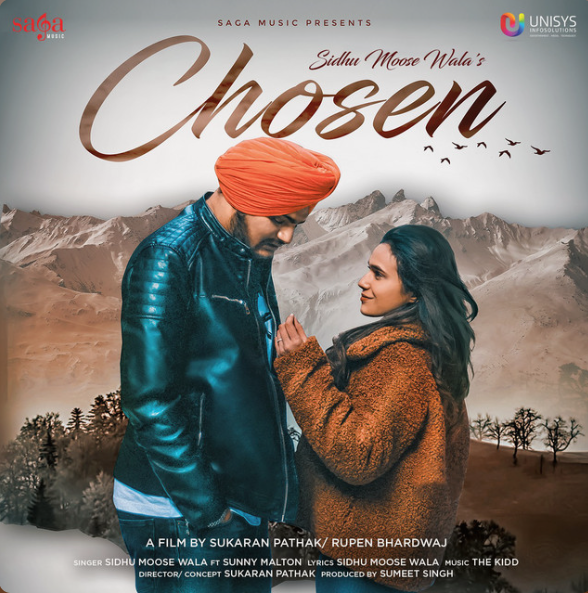 saga
MUSIC
SAGA MUSIC PRESENTS
UNISYS
INFOSOLUTIONS
Sidhu Moose Wala's
Chosen
A FILM BY SUKARAN PATHAK/ RUPEN BHARDWAJ
SINGER SIDHU MOOSE WALA FT SUNNY MALTON LYRICS SIDHU MOOSE WALA MUSIC THE KIDD
DIRECTOR/ CONCEPT SUKARAN PATHAK PRODUCED BY SUMEET SINGH